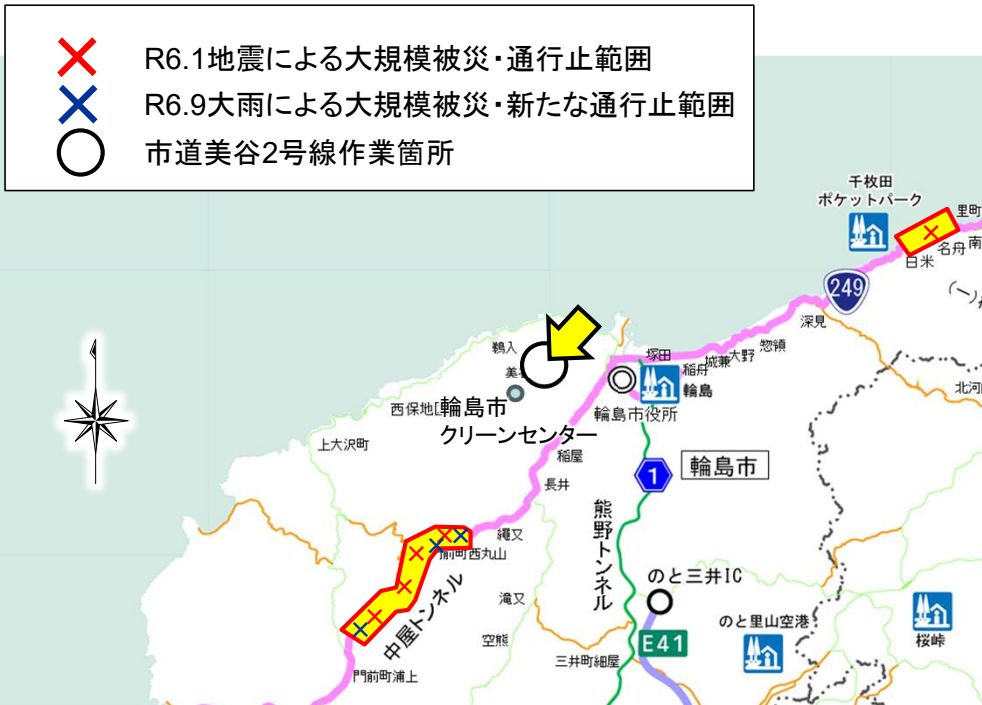 R6.1地震による大規模被災・通行止範囲
R6.9大雨による大規模被災・新たな通行止範囲
市道美谷2号線作業箇所
千枚田
ポケットパーク
里町
名舟
南
白米
249
(一)
深見
鵜入
美谷
塚田
稲舟
城兼
大野
惣領
輪島
北河
西保地区
輪島市
クリーンセンター
輪島市役所
上大沢町
稲屋
長井
1
輪島市
熊野トンネル
縄又
門前町西丸山
中屋トンネル
のと三井IC
滝又
のと里山空港
桜峠
空熊
E41
三井町細屋
門前町浦上